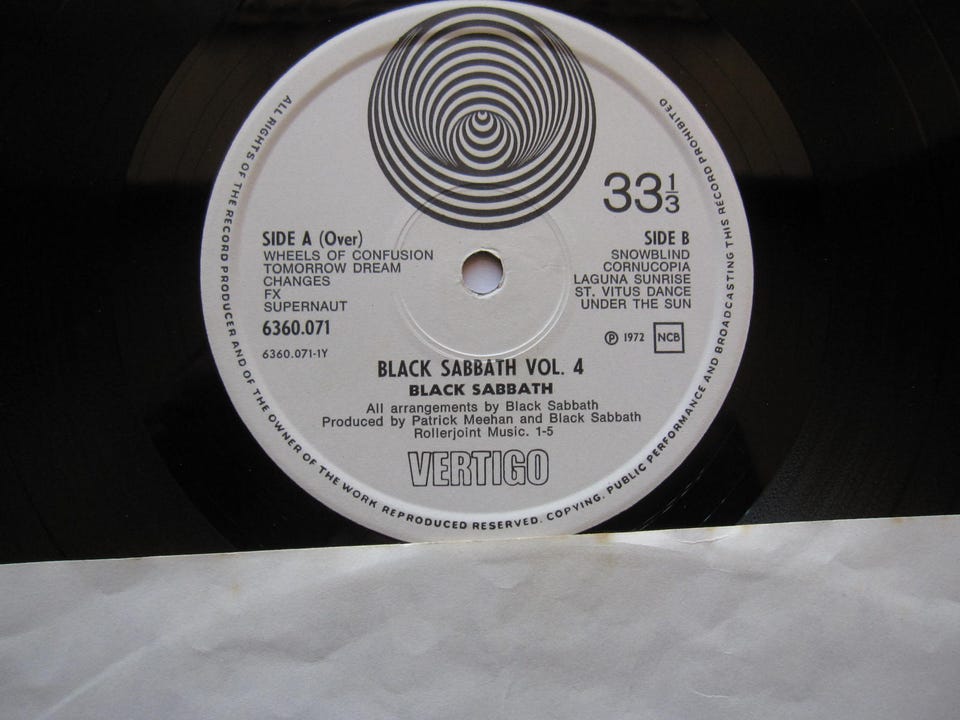 33 1/3
SIDE A (Over)
WHEELS OF CONFUSION
TOMORROW DREAM
CHANGES
FX
SUPERNAUT
6360.071
6360.071-1Y
SIDE B
SNOWBLIND
CORNUCOPIA
LAGUNA SUNRISE
ST. VITUS DANCE
UNDER THE SUN
Ⓟ 1972 NCB
BLACK SABBATH VOL. 4
BLACK SABBATH
All arrangements by Black Sabbath
Produced by Patrick Meehan and Black Sabbath
Rollerjoint Music. 1-5
VERTIGO
ALL RIGHTS OF THE RECORD PRODUCER AND OF THE OWNER OF THE WORK REPRODUCED RESERVED. COPYING, PUBLIC PERFORMANCE AND BROADCASTING THIS RECORD PROHIBITED